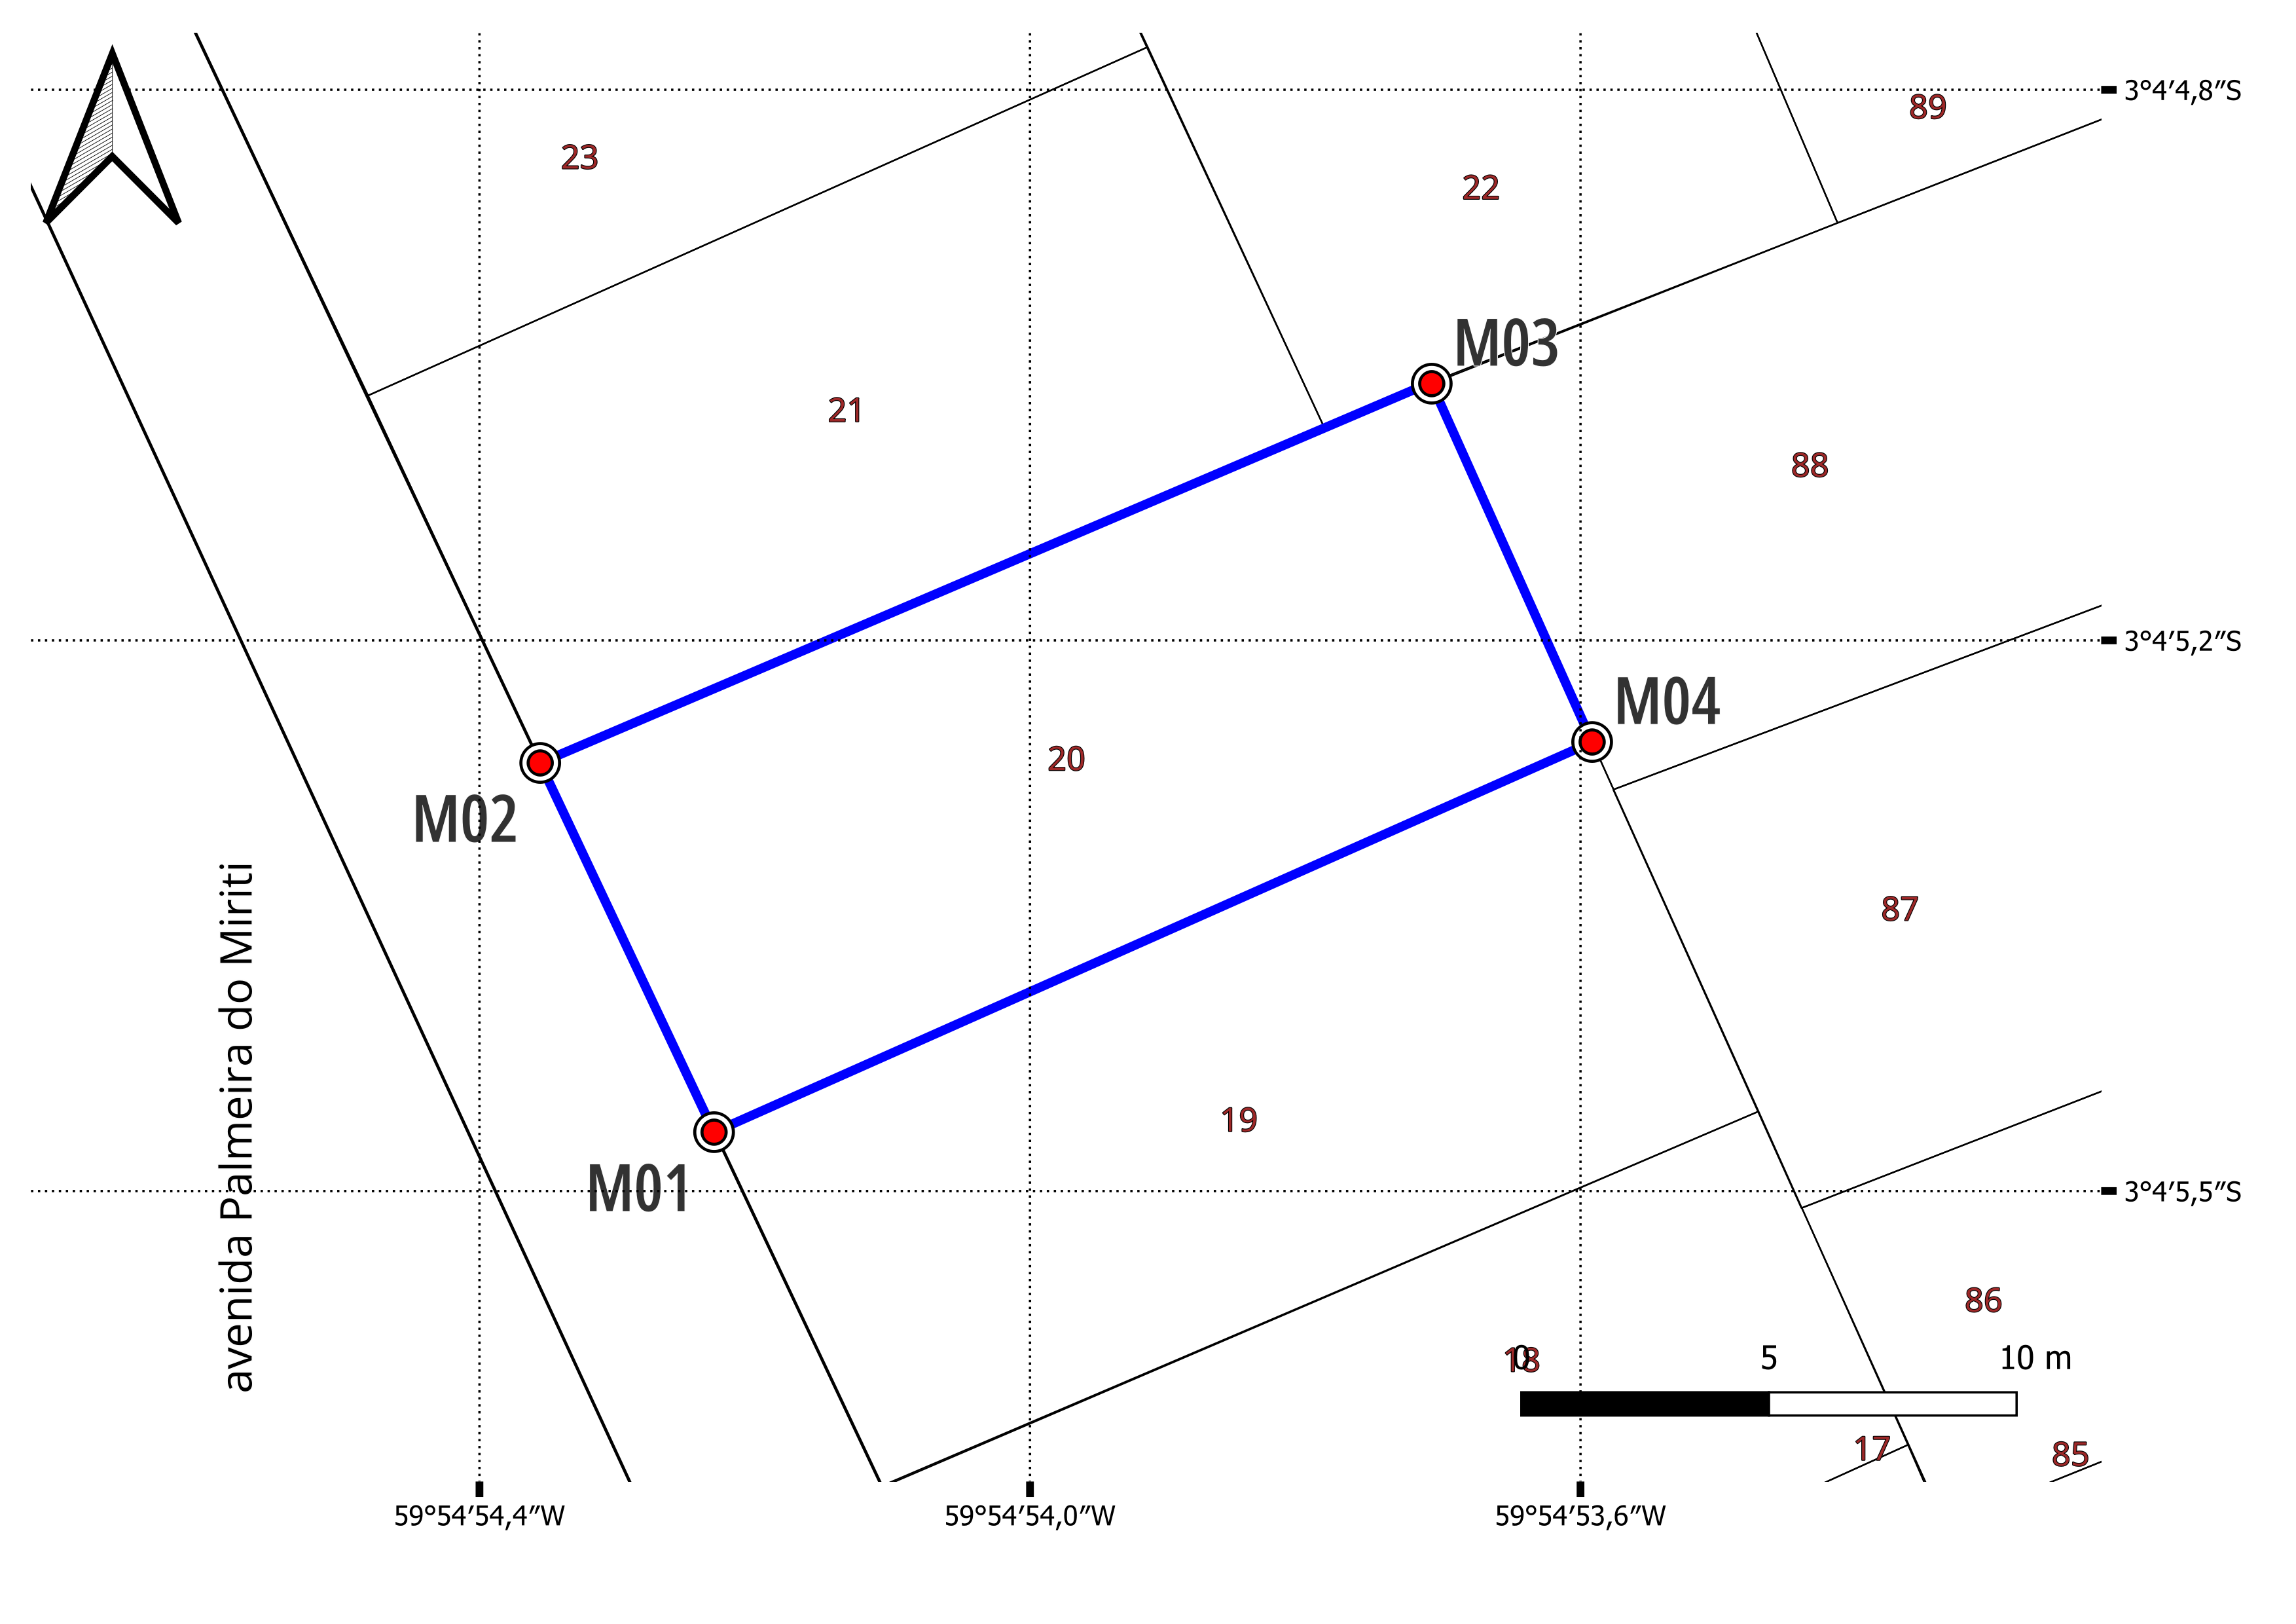 3°4′4,8″S
89
23
22
M03
21
88
3°4′5,2″S
M04
20
M02
87
avenida Palmeira do Miriti
19
M01
3°4′5,5″S
86
18
0 5 10 m
17
85
59°54′54,4″W 59°54′54,0″W 59°54′53,6″W